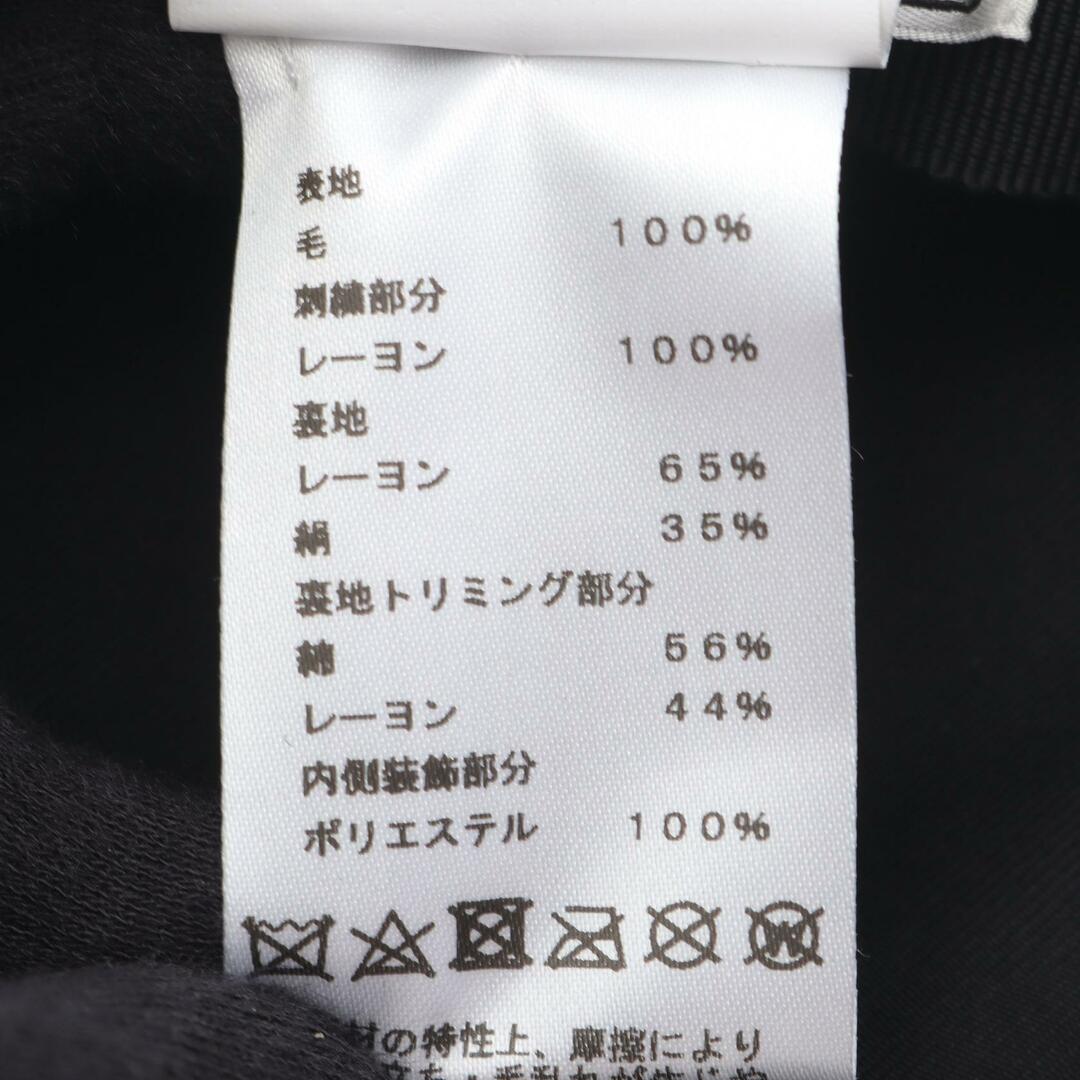 表地
毛 100%
刺繍部分
レーヨン 100%
裏地
レーヨン 65%
絹 35%
裏地トリミング部分
綿 56%
レーヨン 44%
内側装飾部分
ポリエステル 100%
W
材の特性上、摩擦により